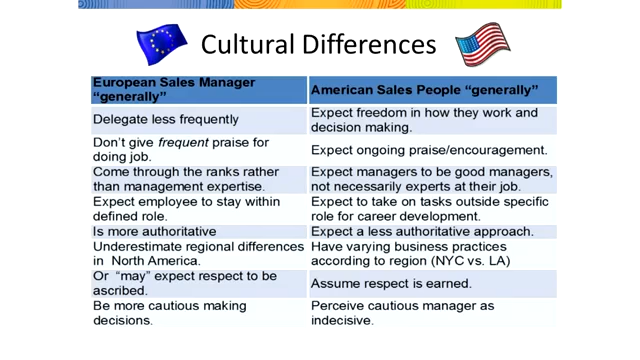 Cultural Differences
European Sales Manager
“generally”
American Sales People “generally”
Delegate less frequently
Expect freedom in how they work and
decision making.
Don’t give frequent praise for
doing job.
Expect ongoing praise/encouragement.
Come through the ranks rather
than management expertise.
Expect managers to be good managers,
not necessarily experts at their job.
Expect employee to stay within
defined role.
Expect to take on tasks outside specific
role for career development.
Is more authoritative
Expect a less authoritative approach.
Underestimate regional differences
in North America.
Have varying business practices
according to region (NYC vs. LA)
Or “may” expect respect to be
ascribed.
Assume respect is earned.
Be more cautious making
decisions.
Perceive cautious manager as
indecisive.